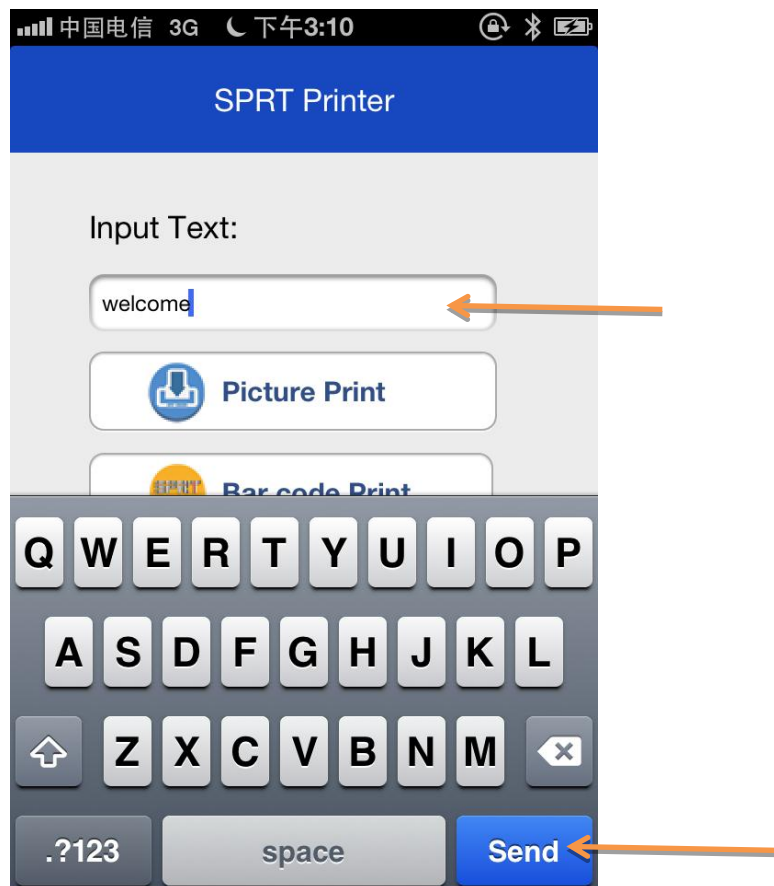 中国电信 3G 下午3:10
SPRT Printer
Input Text:
welcome
Picture Print
SPRT Bar code Print
Q W E R T Y U I O P
A S D F G H J K L
Z X C V B N M
.?123 space Send